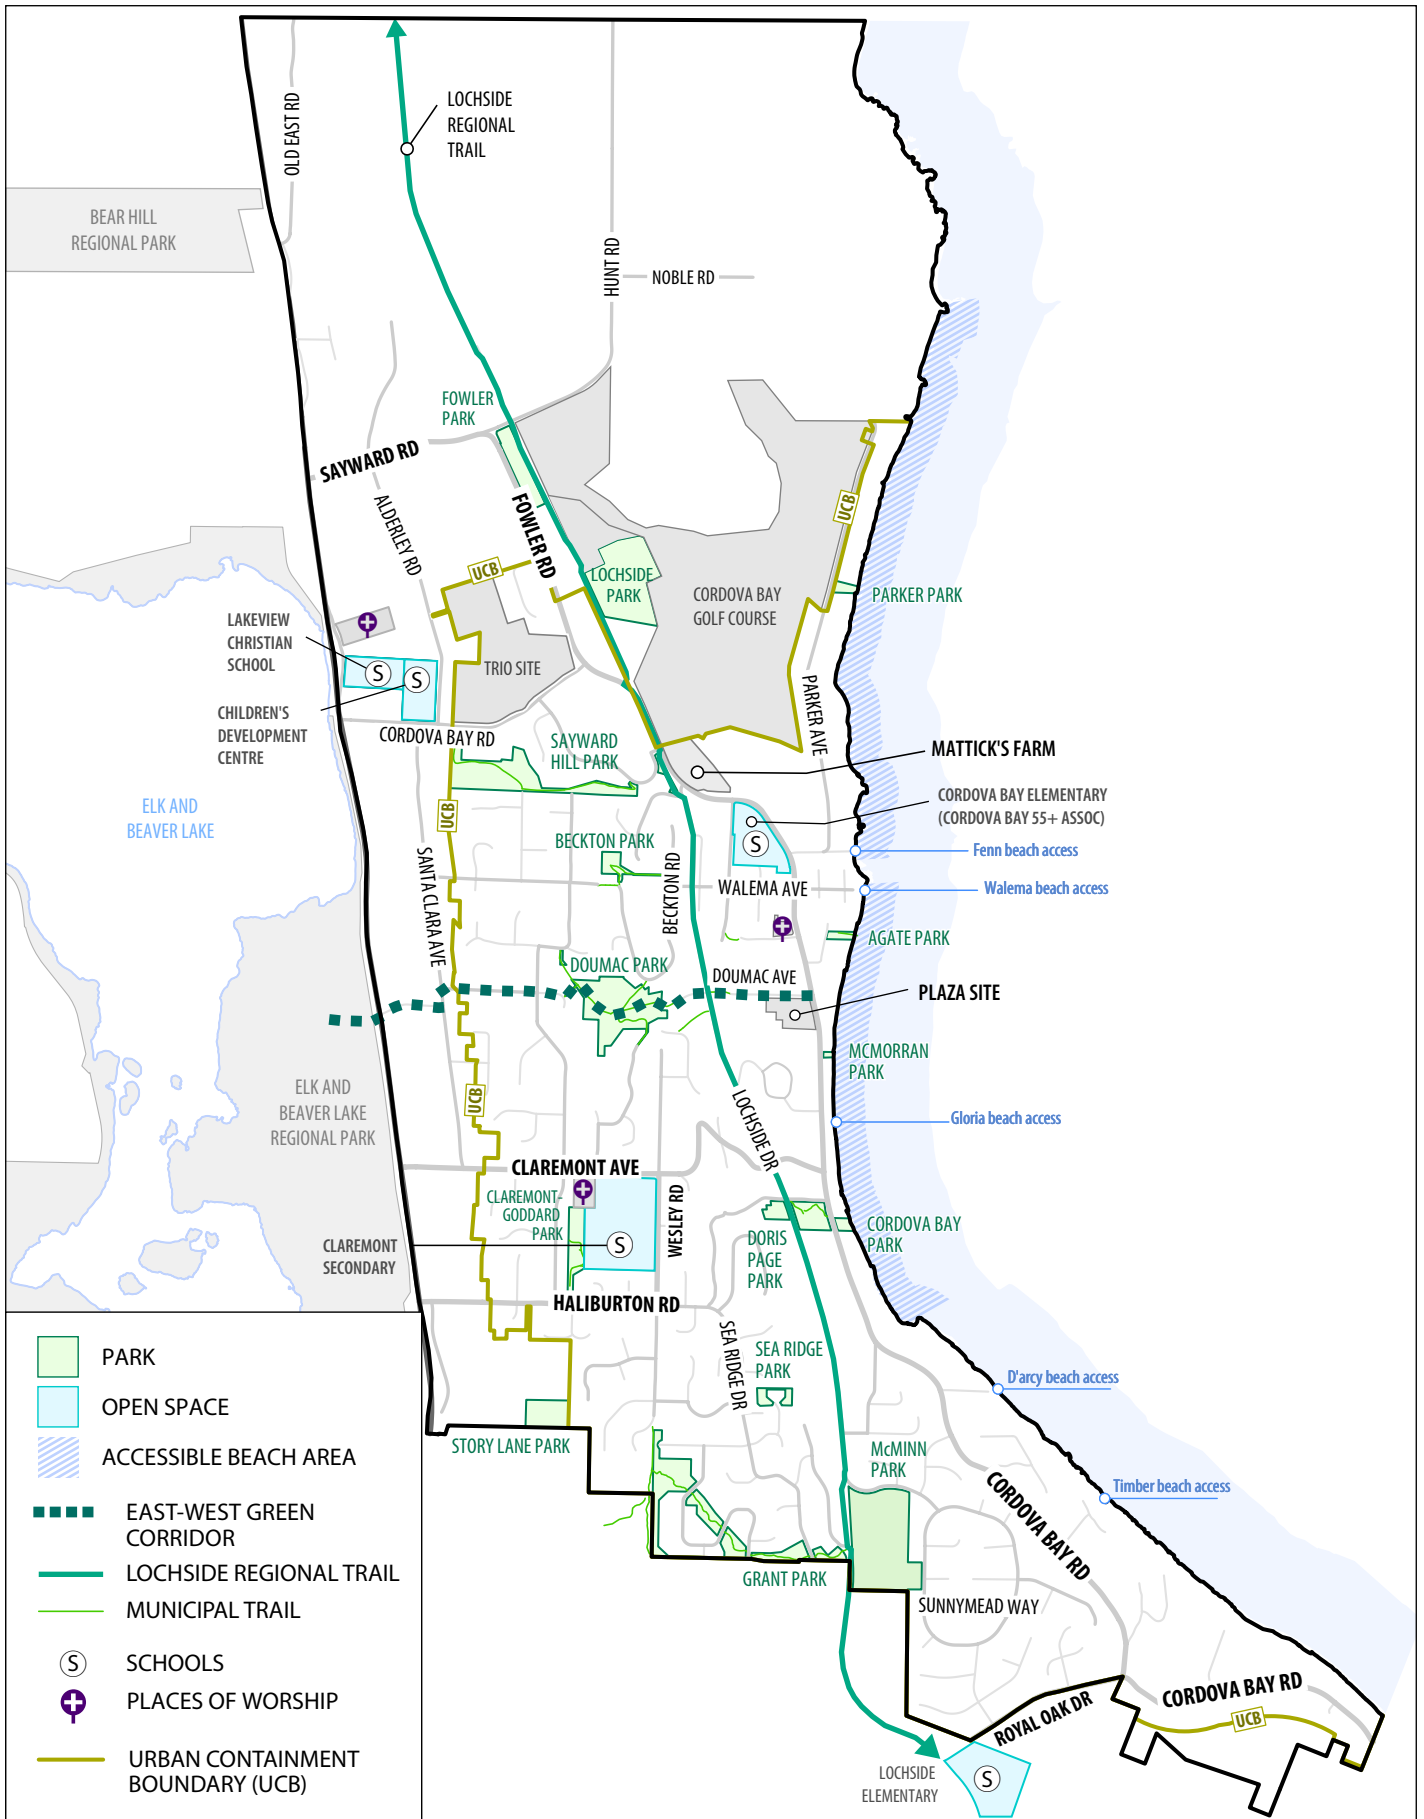 LOCHSIDE
REGIONAL
TRAIL
OLD EAST RD
BEAR HILL
REGIONAL PARK
HUNT RD
NOBLE RD
FOWLER
PARK
SAYWARD RD
ALDERLEY RD
FOWLER RD
UCB
UCB
LOCHSIDE
PARK
CORDOVA BAY
GOLF COURSE
PARKER PARK
LAKEVIEW
CHRISTIAN
SCHOOL
S
S
TRIO SITE
CHILDREN'S
DEVELOPMENT
CENTRE
CORDOVA BAY RD
SAYWARD
HILL PARK
PARKER AVE
MATTICK'S FARM
ELK AND
BEAVER LAKE
UCB
CORDOVA BAY ELEMENTARY
(CORDOVA BAY 55+ ASSOC)
S
BECKTON PARK
Fenn beach access
SANTA CLARA AVE
BECKTON RD
WALEMA AVE
Walema beach access
AGATE PARK
DOUMAC PARK
DOUMAC AVE
PLAZA SITE
MCMORRAN
PARK
ELK AND
BEAVER LAKE
REGIONAL PARK
UCB
LOCHSIDE DR
Gloria beach access
CLAREMONT AVE
CLAREMONT-
GODDARD
PARK
WESLEY RD
CLAREMONT
SECONDARY
S
DORIS
PAGE
PARK
CORDOVA BAY
PARK
HALIBURTON RD
SEA RIDGE DR
SEA RIDGE
PARK
D'arcy beach access
STORY LANE PARK
McMINN
PARK
CORDOVA BAY RD
Timber beach access
GRANT PARK
SUNNYMEAD WAY
ROYAL OAK DR
CORDOVA BAY RD
UCB
LOCHSIDE
ELEMENTARY
S
PARK
OPEN SPACE
ACCESSIBLE BEACH AREA
EAST-WEST GREEN
CORRIDOR
LOCHSIDE REGIONAL TRAIL
MUNICIPAL TRAIL
S SCHOOLS
PLACES OF WORSHIP
URBAN CONTAINMENT
BOUNDARY (UCB)